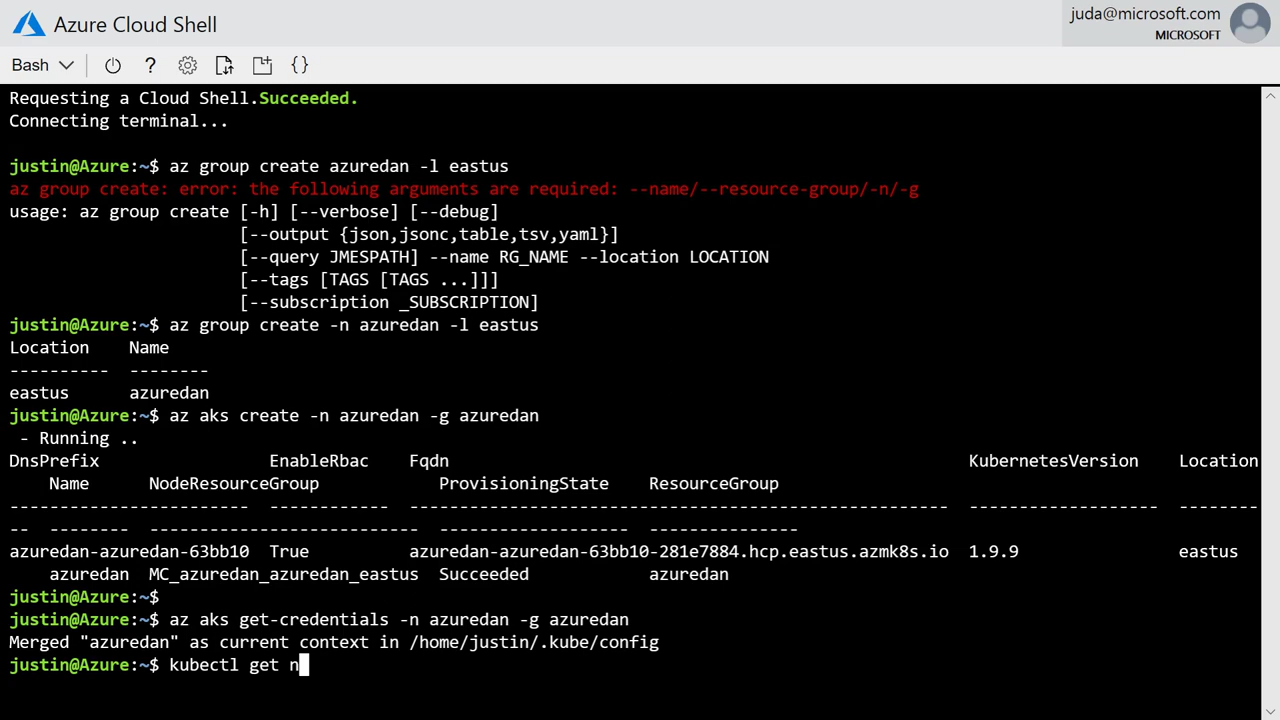 Azure Cloud Shell
juda@microsoft.com
MICROSOFT
Bash
?
{}
Requesting a Cloud Shell.Succeeded.
Connecting terminal...
justin@Azure:~$ az group create azuredan -l eastus
az group create: error: the following arguments are required: --name/--resource-group/-n/-g
usage: az group create [-h] [--verbose] [--debug]
[--output {json,jsonc,table,tsv,yaml}]
[--query JMESPATH] --name RG_NAME --location LOCATION
[--tags [TAGS [TAGS ...]]]
[--subscription _SUBSCRIPTION]
justin@Azure:~$ az group create -n azuredan -l eastus
Location    Name
----------  --------
eastus      azuredan
justin@Azure:~$ az aks create -n azuredan -g azuredan
 - Running ..
DnsPrefix                 EnableRbac    Fqdn                                                    KubernetesVersion    Location
    Name      NodeResourceGroup            ProvisioningState    ResourceGroup
------------------------  ------------  ------------------------------------------------------  -------------------  --------
--  --------  ---------------------------  -------------------  ---------------
azuredan-azuredan-63bb10  True          azuredan-azuredan-63bb10-281e7884.hcp.eastus.azmk8s.io  1.9.9                eastus
    azuredan  MC_azuredan_azuredan_eastus  Succeeded            azuredan
justin@Azure:~$
justin@Azure:~$ az aks get-credentials -n azuredan -g azuredan
Merged "azuredan" as current context in /home/justin/.kube/config
justin@Azure:~$ kubectl get n